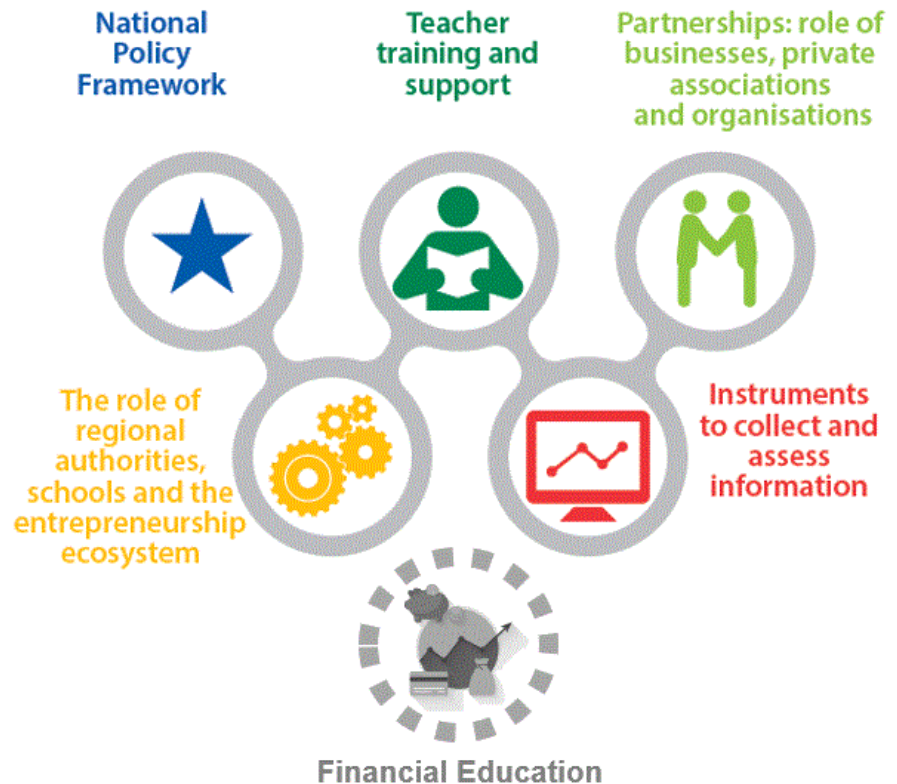 National
Policy
Framework
Teacher
training and
support
Partnerships: role of
businesses, private
associations
and organisations
The role of
regional
authorities,
schools and the
entrepreneurship
ecosystem
Instruments
to collect and
assess
information
Financial Education